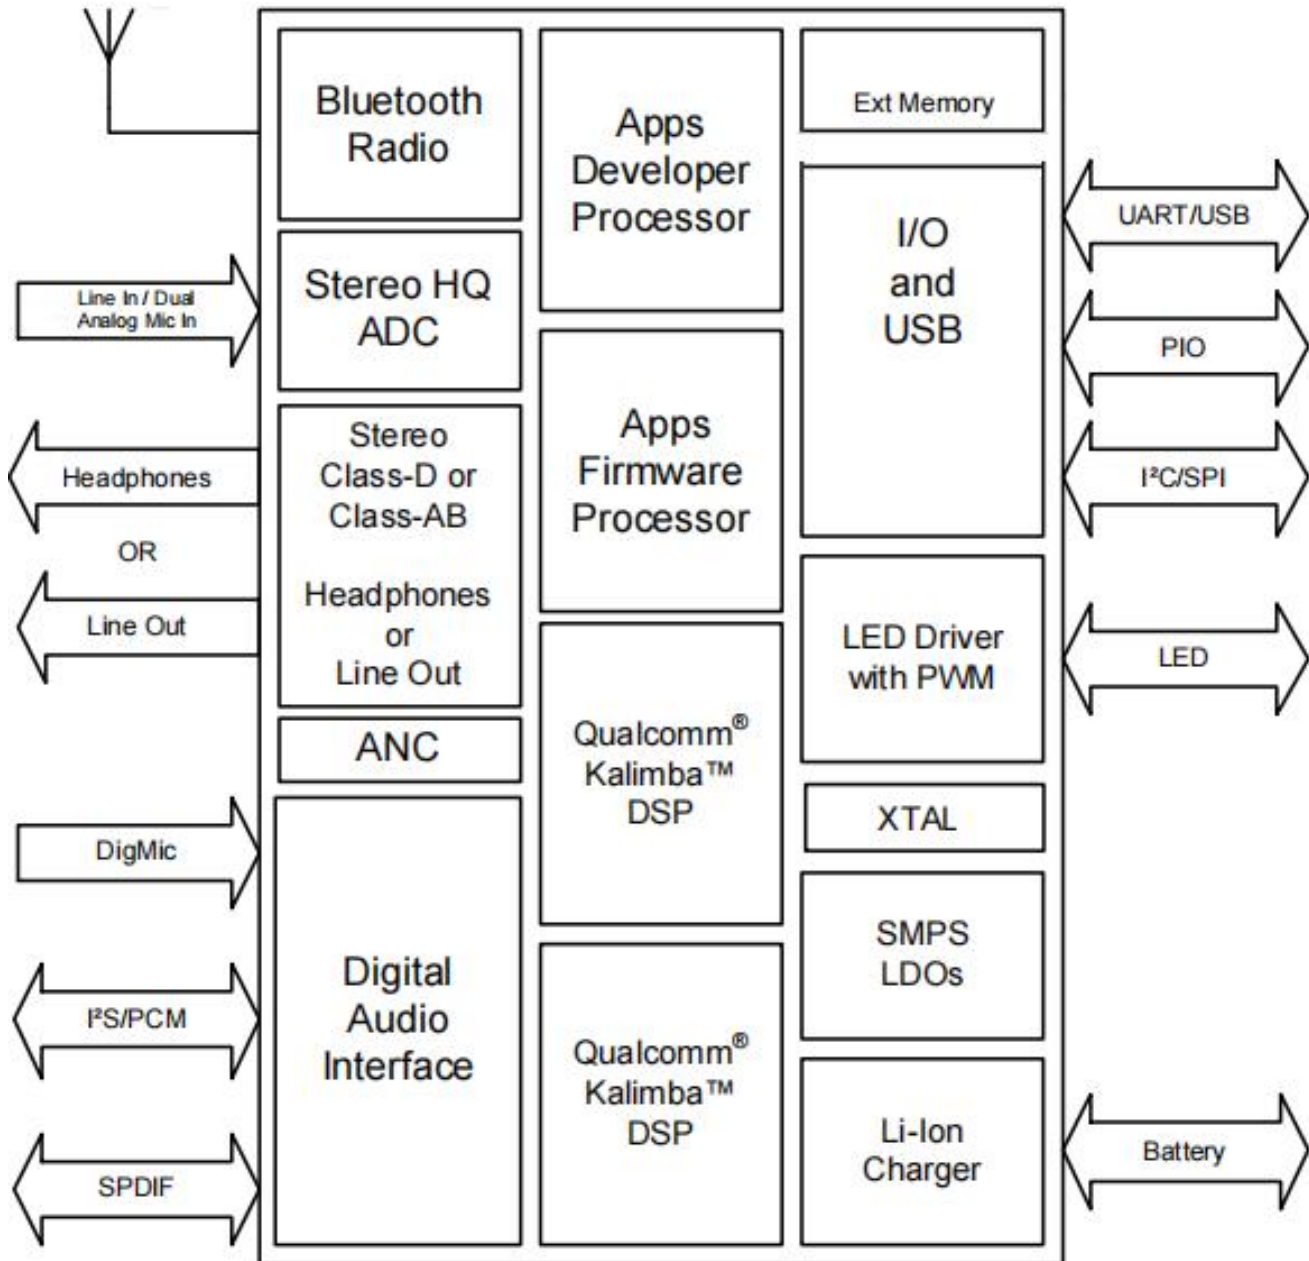 Bluetooth
Radio
Apps
Developer
Processor
Ext Memory
I/O
and
USB
UART/USB
Line In / Dual
Analog Mic In
Stereo HQ
ADC
PIO
Headphones
OR
Line Out
Stereo
Class-D or
Class-AB
Headphones
or
Line Out
Apps
Firmware
Processor
I²C/SPI
LED Driver
with PWM
LED
ANC
Qualcomm®
Kalimba™
DSP
XTAL
DigMic
I²S/PCM
SPDIF
Digital
Audio
Interface
Qualcomm®
Kalimba™
DSP
SMPS
LDOs
Li-Ion
Charger
Battery